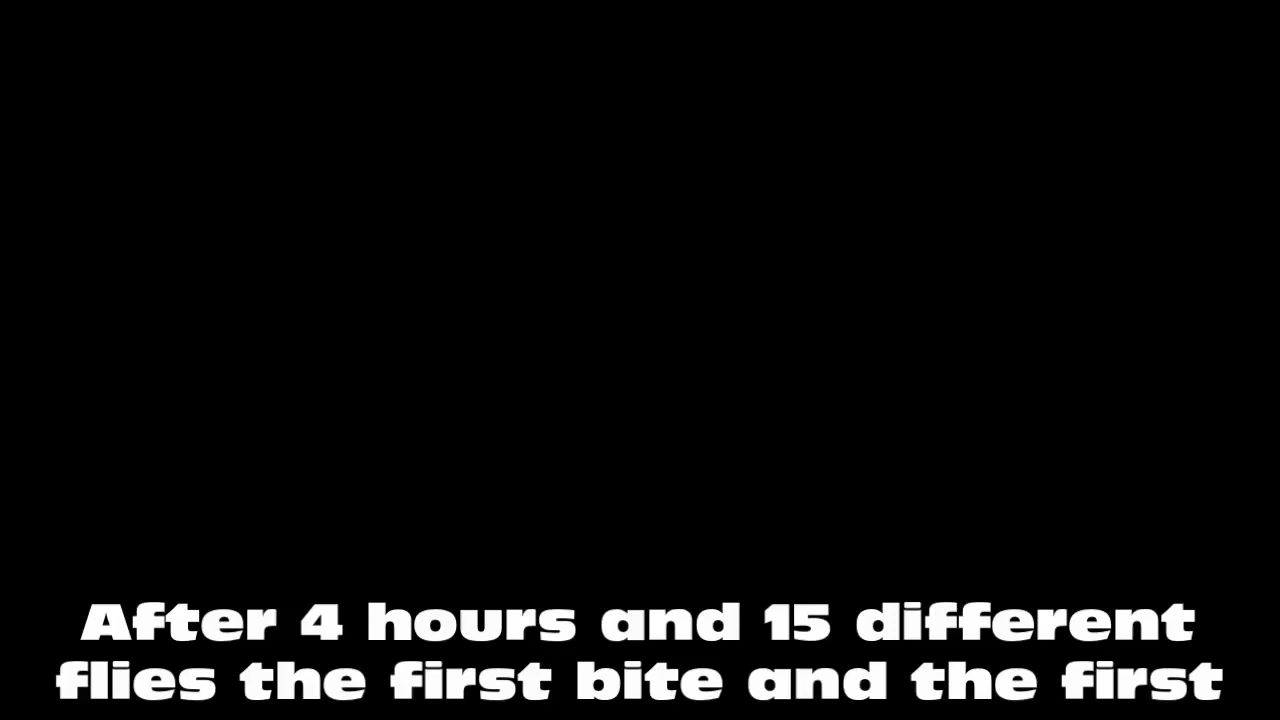 After 4 hours and 15 different
flies the first bite and the first